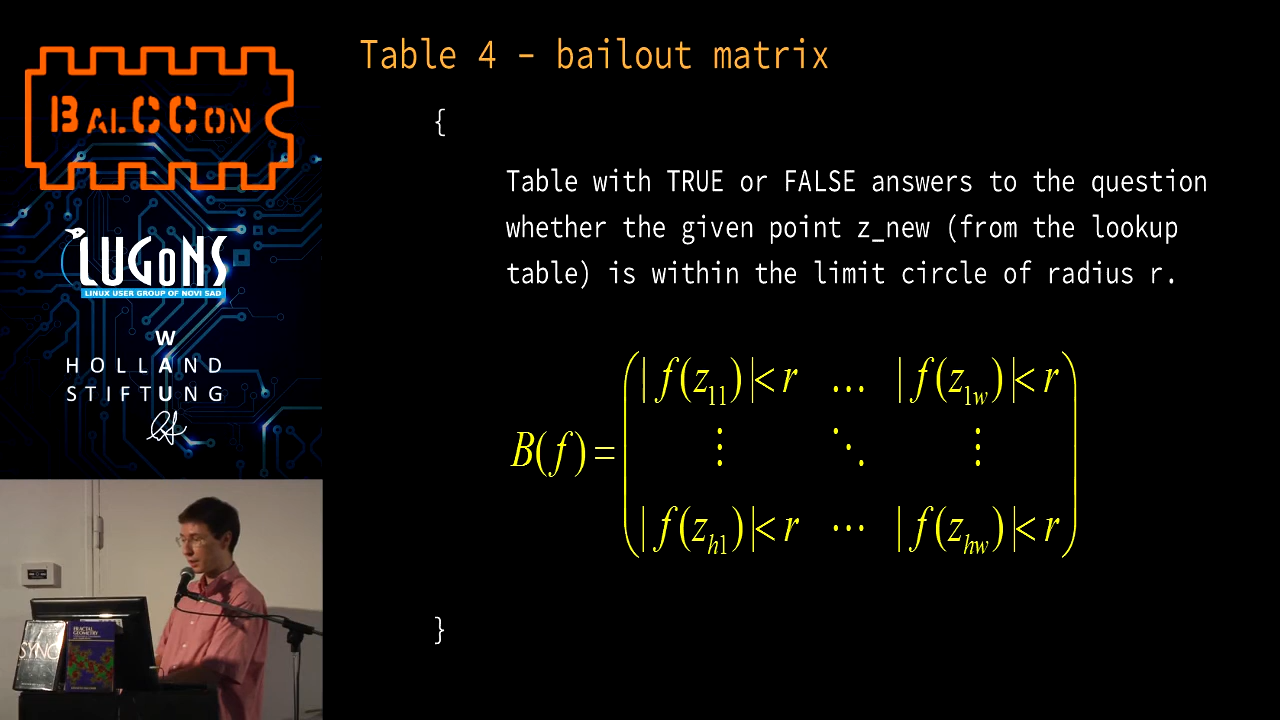 Table 4 – bailout matrix
BALCCON
{
Table with TRUE or FALSE answers to the question
whether the given point z_new (from the lookup
table) is within the limit circle of radius r.
LUGoNS
LINUX USER GROUP OF NOVI SAD
W
HOLLAND
A
STIFTUNG
B(f)=
|f(z₁₁)|<r … |f(z₁w)|<r
⋮ ⋱ ⋮
|f(z_h1)|<r ⋯ |f(z_hw)|<r
}
SYNC
FRACTAL
GEOMETRY